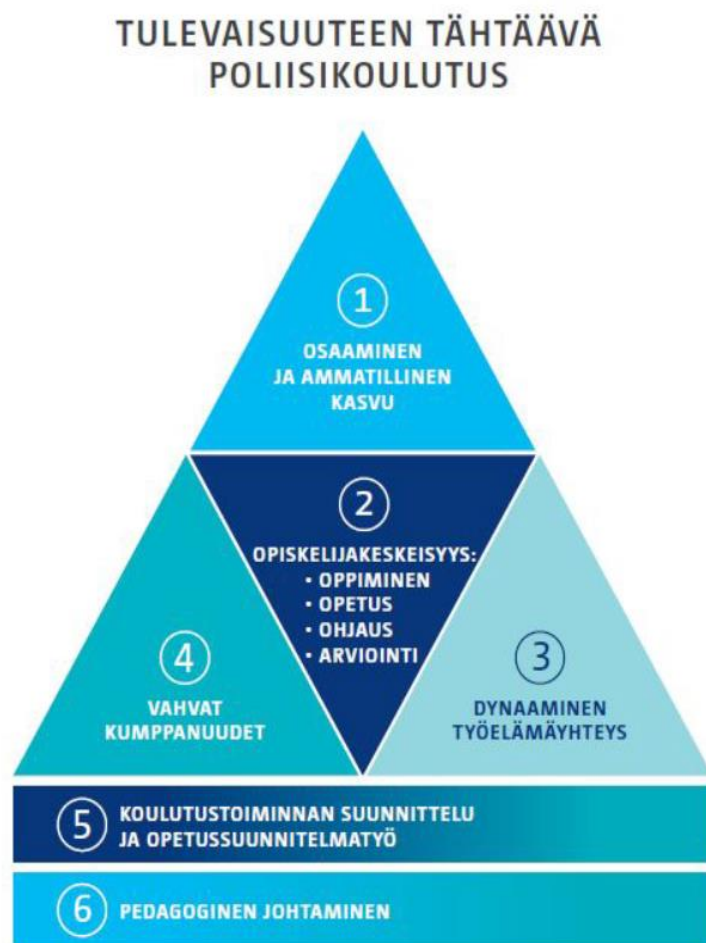 TULEVAISUUTEEN TÄHTÄÄVÄ
POLIISIKOULUTUS
1
OSAAMINEN
JA AMMATILLINEN
KASVU
2
OPISKELIJAKESKEISYYS:
• OPPIMINEN
• OPETUS
• OHJAUS
• ARVIOINTI
4
VAHVAT
KUMPPANUUDET
3
DYNAAMINEN
TYÖELÄMÄYHTEYS
5
KOULUTUSTOIMINNAN SUUNNITTELU
JA OPETUSSUUNNITELMATYÖ
6
PEDAGOGINEN JOHTAMINEN